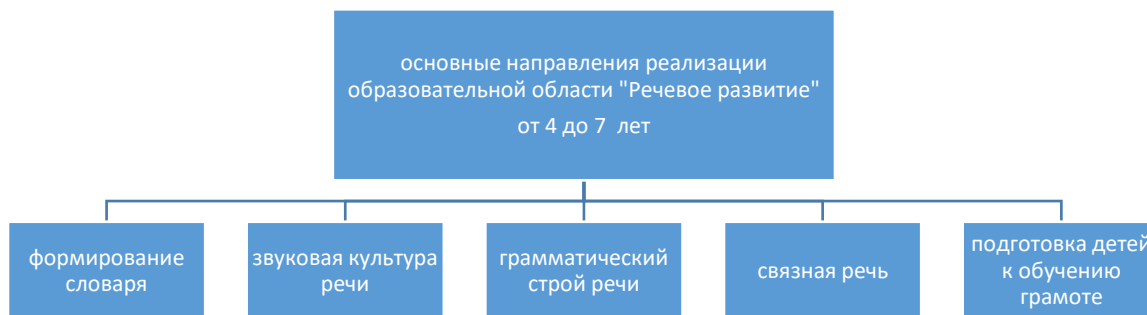 основные направления реализации
образовательной области "Речевое развитие"
от 4 до 7 лет
формирование
словаря
звуковая культура
речи
грамматический
строй речи
связная речь
подготовка детей
к обучению
грамоте